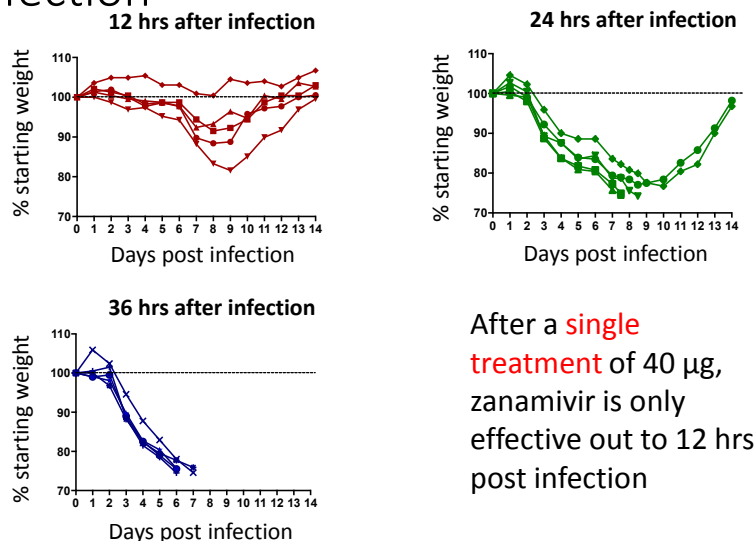 ection
12 hrs after infection
110
100
90
80
70
% starting weight
0 1 2 3 4 5 6 7 8 9 10 11 12 13 14
Days post infection
24 hrs after infection
110
100
90
80
70
% starting weight
0 1 2 3 4 5 6 7 8 9 10 11 12 13 14
Days post infection
36 hrs after infection
110
100
90
80
70
% starting weight
0 1 2 3 4 5 6 7 8 9 10 11 12 13 14
Days post infection
After a single
treatment of 40 μg,
zanamivir is only
effective out to 12 hrs
post infection